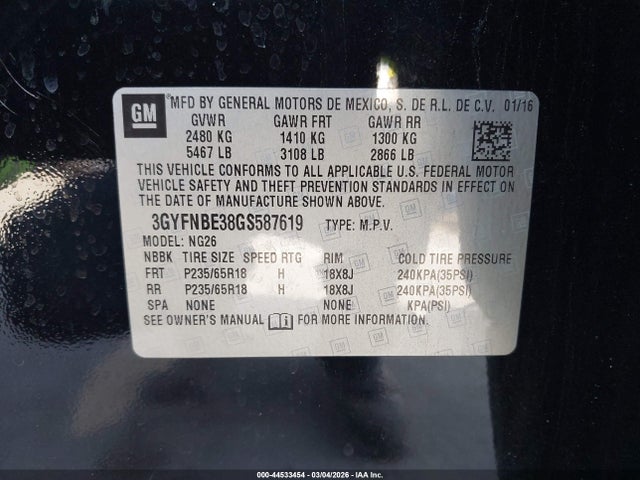 GM
®MFD BY GENERAL MOTORS DE MEXICO, S. DE R.L. DE C.V. 01/16
GVWR GAWR FRT GAWR RR
2480 KG 1410 KG 1300 KG
5467 LB 3108 LB 2866 LB
THIS VEHICLE CONFORMS TO ALL APPLICABLE U.S. FEDERAL MOTOR
VEHICLE SAFETY AND THEFT PREVENTION STANDARDS IN EFFECT ON
THE DATE OF MANUFACTURE SHOWN ABOVE.
3GYFNBE38GS587619 TYPE: M.P.V.
MODEL: NG26
NBBK TIRE SIZE SPEED RTG RIM COLD TIRE PRESSURE
FRT P235/65R18 H 18X8J 240KPA(35PSI)
RR P235/65R18 H 18X8J 240KPA(35PSI)
SPA NONE NONE KPA(PSI)
SEE OWNER'S MANUAL FOR MORE INFORMATION.
000-44533454 - 03/04/2026 - IAA Inc.